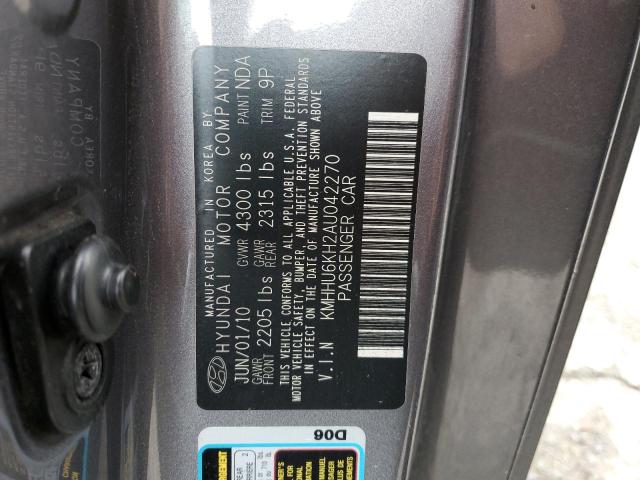 MANUFACTURED IN KOREA BY
HYUNDAI MOTOR COMPANY
JUN/01/10 GVWR 4300 lbs PAINT NDA
GAWR FRONT 2205 lbs GAWR REAR 2315 lbs TRIM 9P
THIS VEHICLE CONFORMS TO ALL APPLICABLE U.S.A. FEDERAL
MOTOR VEHICLE SAFETY, BUMPER, AND THEFT PREVENTION STANDARDS
IN EFFECT ON THE DATE OF MANUFACTURE SHOWN ABOVE
V.I.N KMHHU6KH2AU042270
PASSENGER CAR
D06